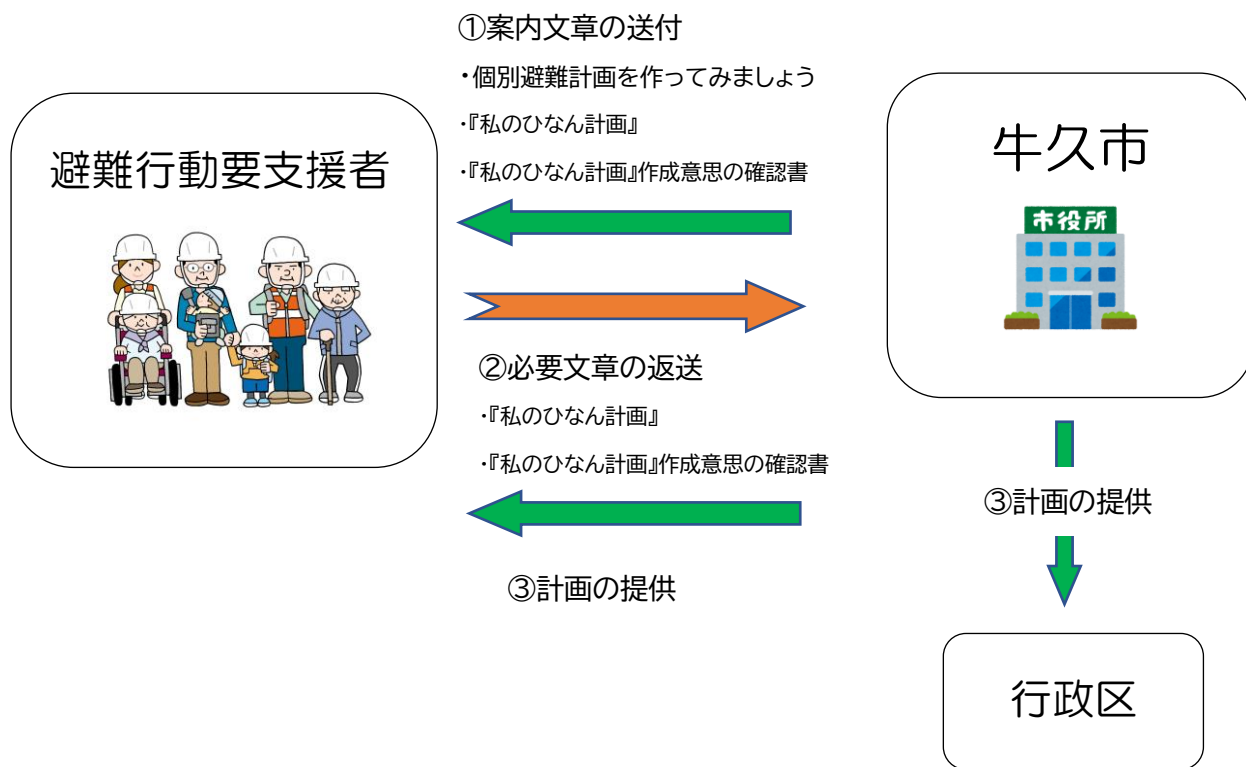 ①案内文章の送付
・個別避難計画を作ってみましょう
・『私のひなん計画』
・『私のひなん計画』作成意思の確認書
避難行動要支援者
牛久市
市役所
②必要文章の返送
・『私のひなん計画』
・『私のひなん計画』作成意思の確認書
③計画の提供
③計画の提供
行政区